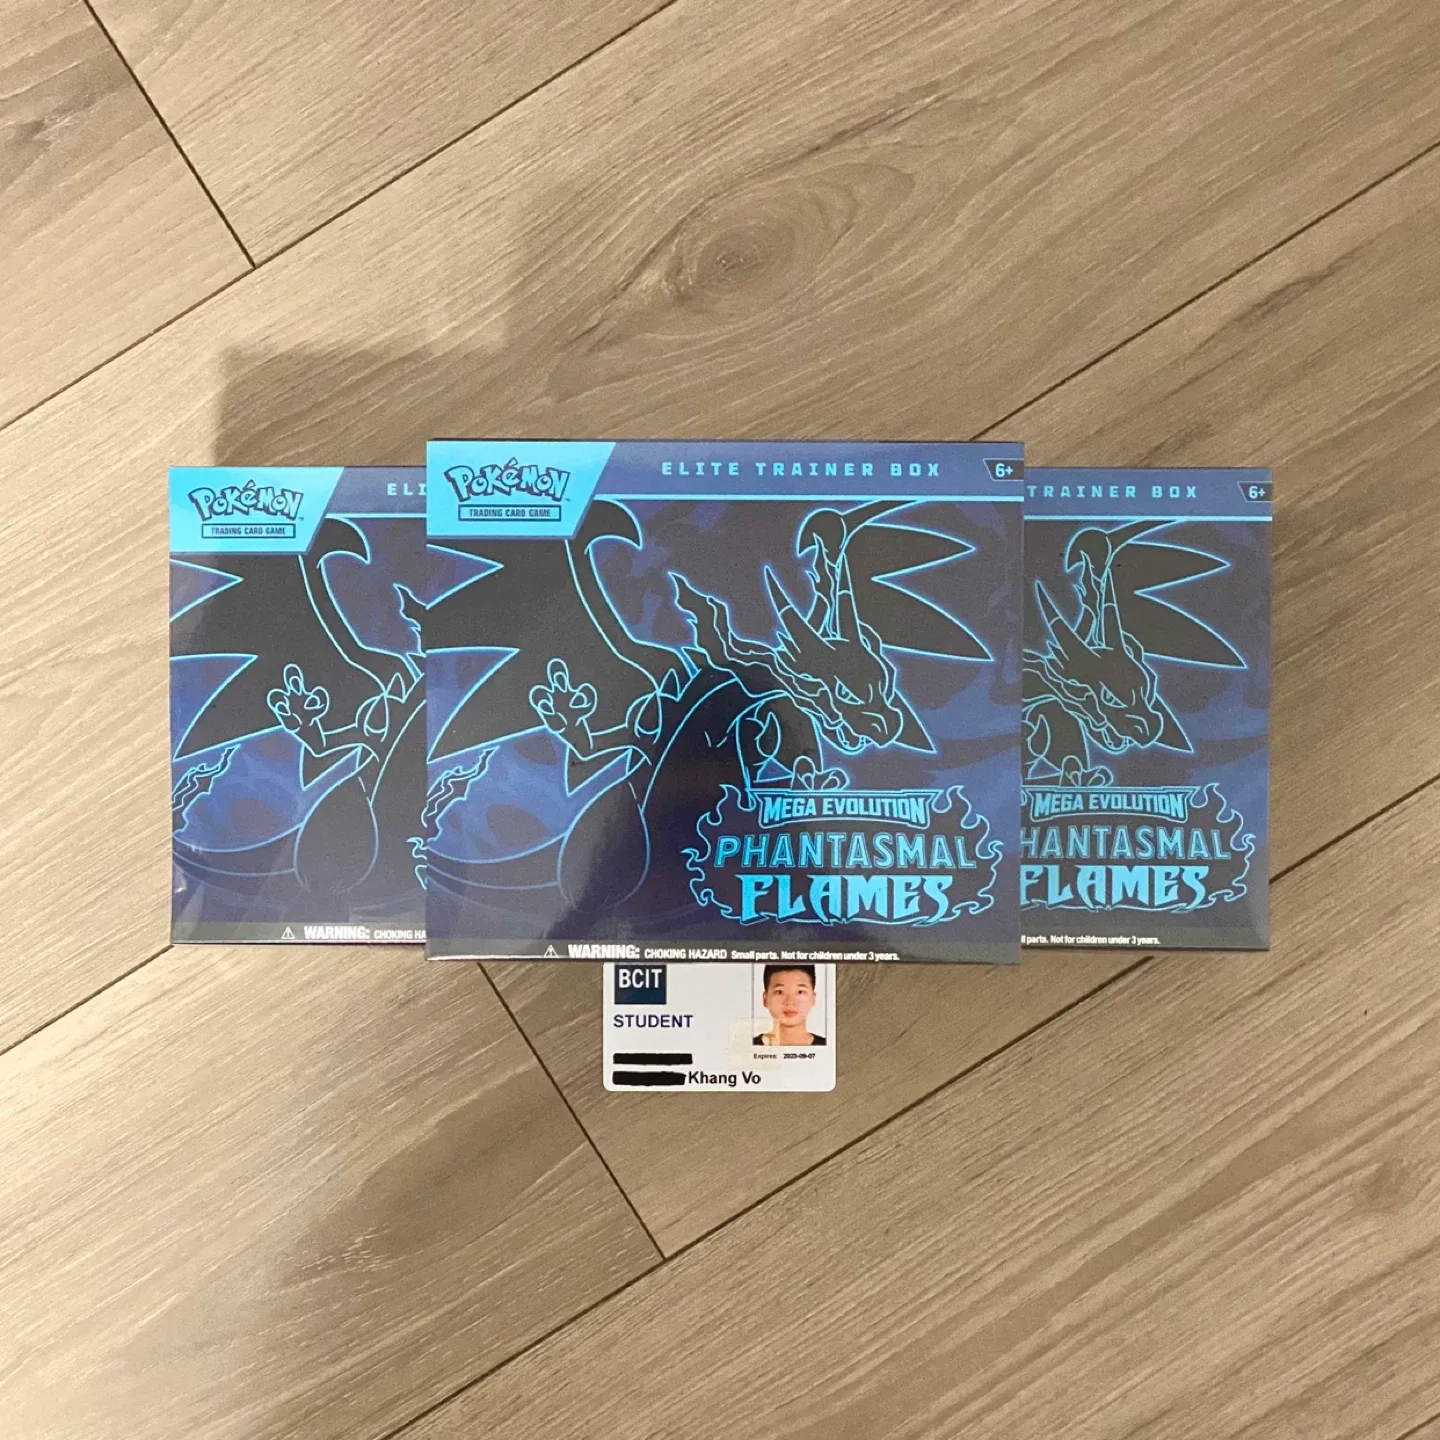 Pokémon
TRADING CARD GAME
ELI
Pokémon
TRADING CARD GAME
ELITE TRAINER BOX
6+
TRAINER BOX
6+
MEGA EVOLUTION
PHANTASMAL
FLAMES
MEGA EVOLUTION
HANTASMAL
FLAMES
WARNING: CHOKING HA
WARNING: CHOKING HAZARD Small parts. Not for children under 3 years.
parts. Not for children under 3 years.
BCIT
STUDENT
Expires: 2023-09-07
Khang Vo